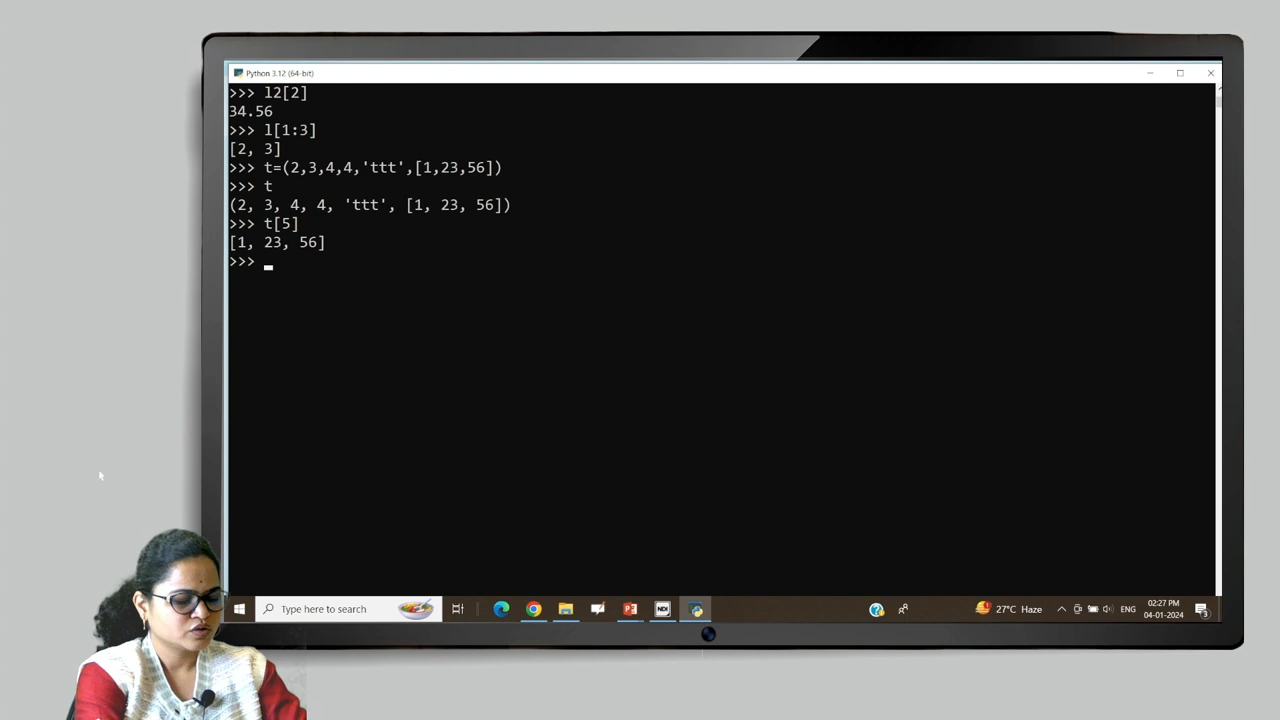 Python 3.12 (64-bit)
>>> l2[2]
34.56
>>> l[1:3]
[2, 3]
>>> t=(2,3,4,4,'ttt',[1,23,56])
>>> t
(2, 3, 4, 4, 'ttt', [1, 23, 56])
>>> t[5]
[1, 23, 56]
>>>
Type here to search
NDI
27°C Haze
ENG
02:27 PM
04-01-2024
3